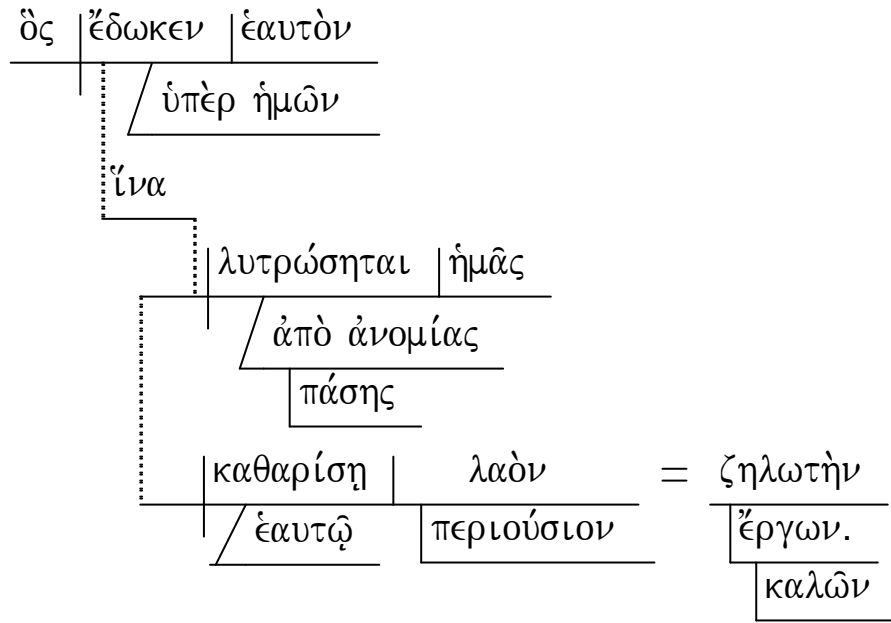 ὃς ἔδωκεν ἑαυτὸν
ὑπὲρ ἡμῶν
ἵνα
λυτρώσηται ἡμᾶς
ἀπὸ ἀνομίας
πάσης
καθαρίσῃ λαὸν = ζηλωτὴν
ἑαυτῷ περιούσιον ἔργων.
καλῶν